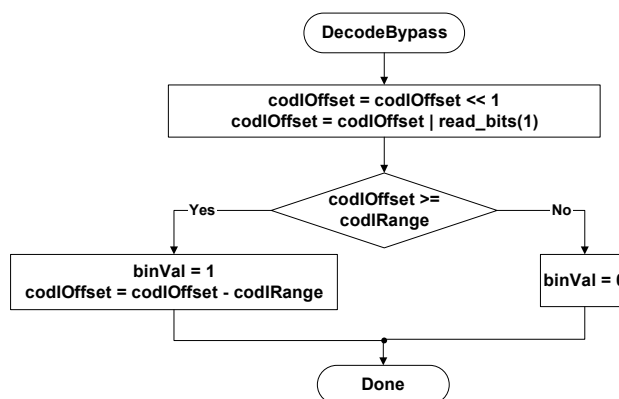 DecodeBypass
codIOffset = codIOffset << 1
codIOffset = codIOffset | read_bits(1)
codIOffset >=
codIRange
Yes
No
binVal = 1
codIOffset = codIOffset - codIRange
binVal = 0
Done